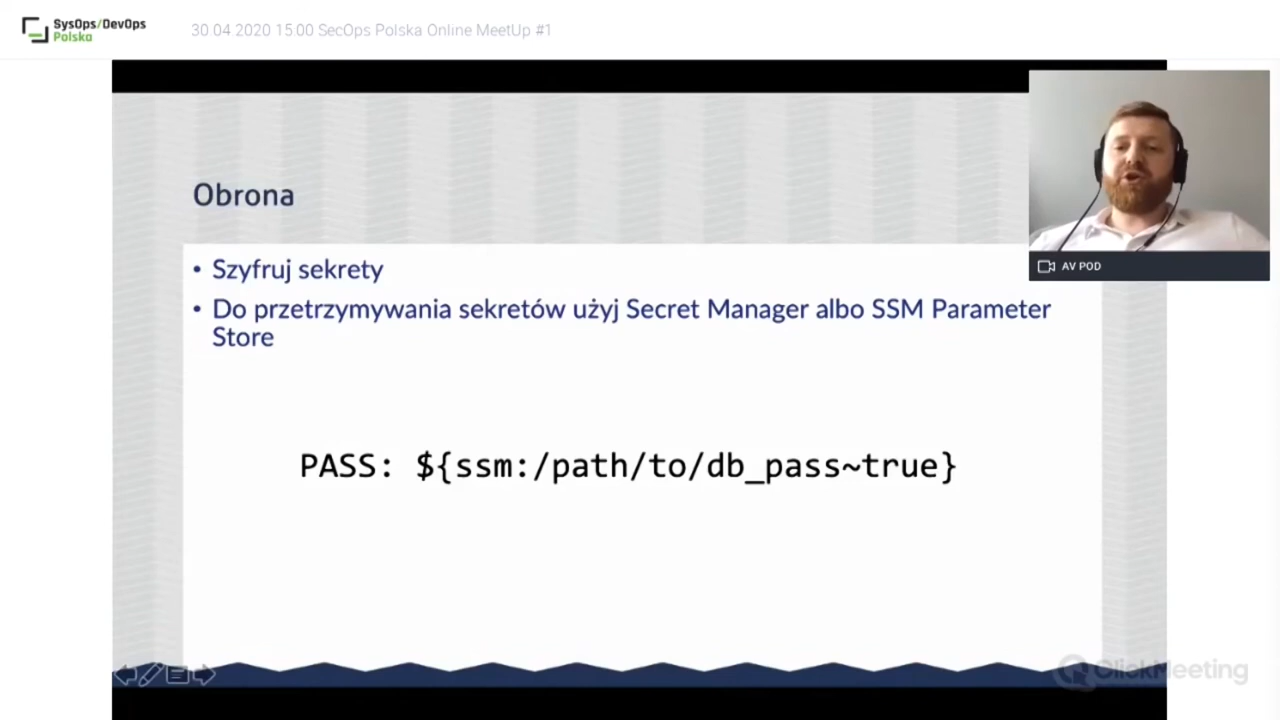 SysOps/DevOps
Polska
30.04 2020 15:00 SecOps Polska Online MeetUp #1
AV POD
Obrona
• Szyfruj sekrety
• Do przetrzymywania sekretów użyj Secret Manager albo SSM Parameter
Store
PASS: ${ssm:/path/to/db_pass~true}
ClickMeeting